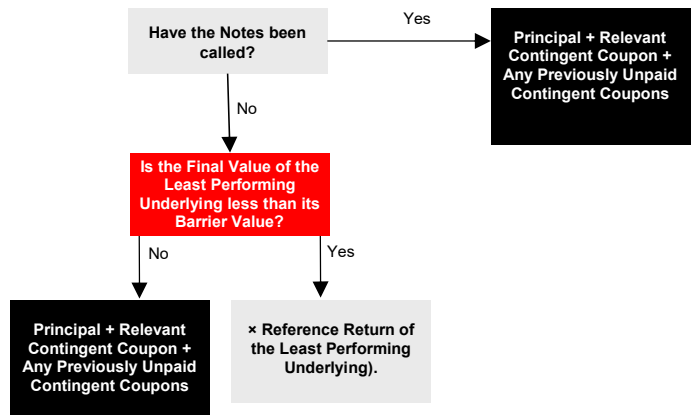 Have the Notes been
called?
Yes
Principal + Relevant
Contingent Coupon +
Any Previously Unpaid
Contingent Coupons
No
Is the Final Value of the
Least Performing
Underlying less than its
Barrier Value?
No
Yes
Principal + Relevant
Contingent Coupon +
Any Previously Unpaid
Contingent Coupons
× Reference Return of
the Least Performing
Underlying).